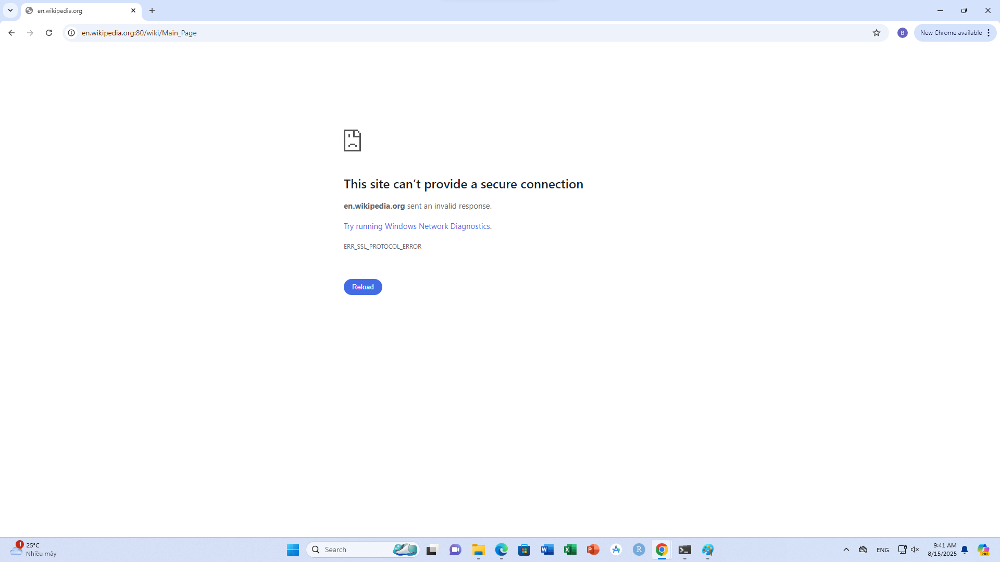 en.wikipedia.org
en.wikipedia.org:80/wiki/Main_Page
B
New Chrome available
This site can’t provide a secure connection
en.wikipedia.org sent an invalid response.
Try running Windows Network Diagnostics.
ERR_SSL_PROTOCOL_ERROR
Reload
1
25°C
Nhiều mây
Search
W
X
P
R
ENG
9:41 AM
8/15/2025
PRE